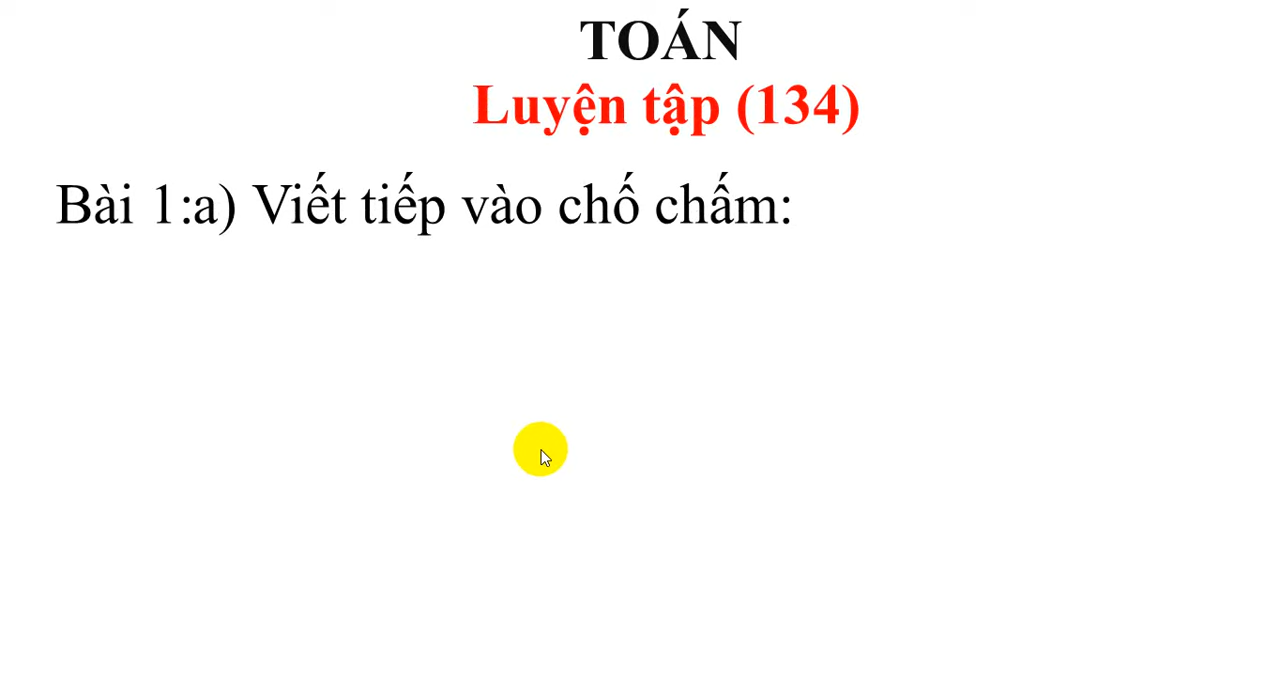 TOÁN
Luyện tập (134)
Bài 1:a) Viết tiếp vào chố chấm: